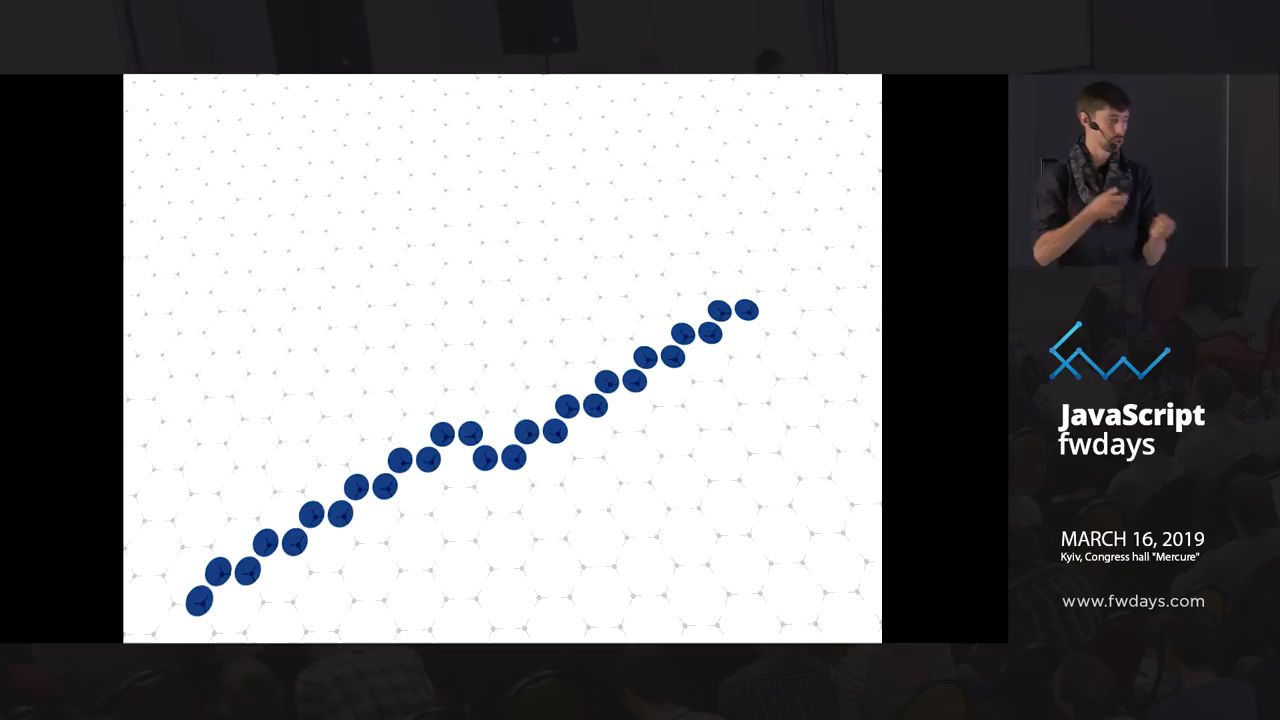 JavaScript
fwdays
MARCH 16, 2019
Kyiv, Congress hall "Mercure"
www.fwdays.com